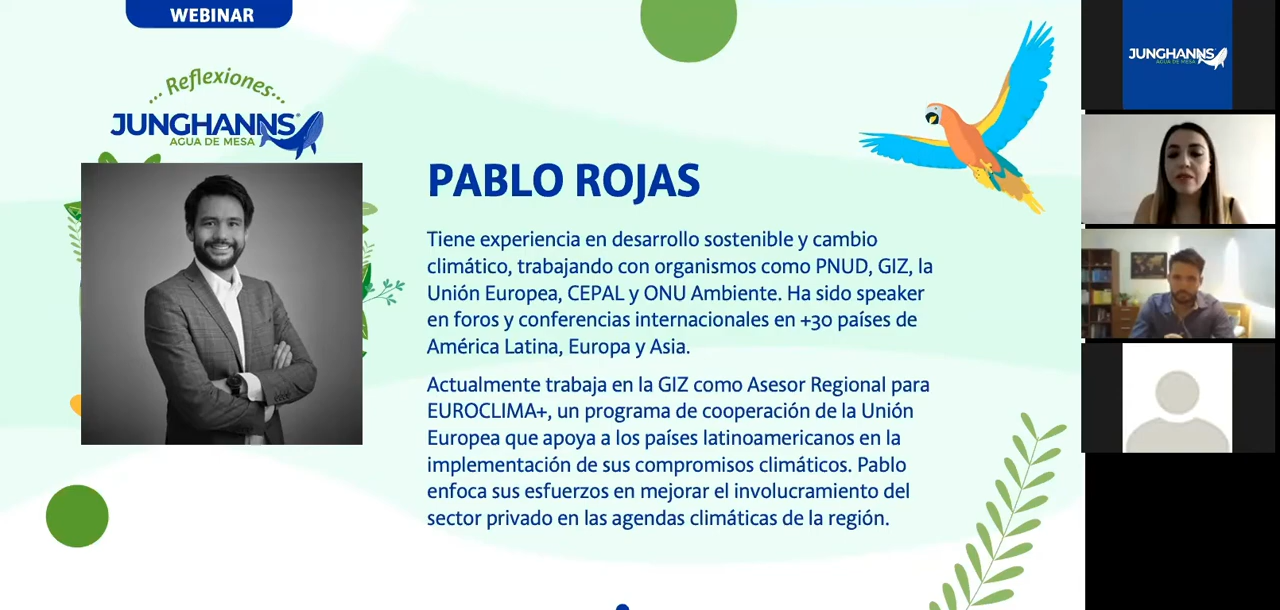 WEBINAR
... Reflexiones...
JUNGHANNS®
AGUA DE MESA
PABLO ROJAS
Tiene experiencia en desarrollo sostenible y cambio
climático, trabajando con organismos como PNUD, GIZ, la
Unión Europea, CEPAL y ONU Ambiente. Ha sido speaker
en foros y conferencias internacionales en +30 países de
América Latina, Europa y Asia.
Actualmente trabaja en la GIZ como Asesor Regional para
EUROCLIMA+, un programa de cooperación de la Unión
Europea que apoya a los países latinoamericanos en la
implementación de sus compromisos climáticos. Pablo
enfoca sus esfuerzos en mejorar el involucramiento del
sector privado en las agendas climáticas de la región.
JUNGHANNS
AGUA DE MESA